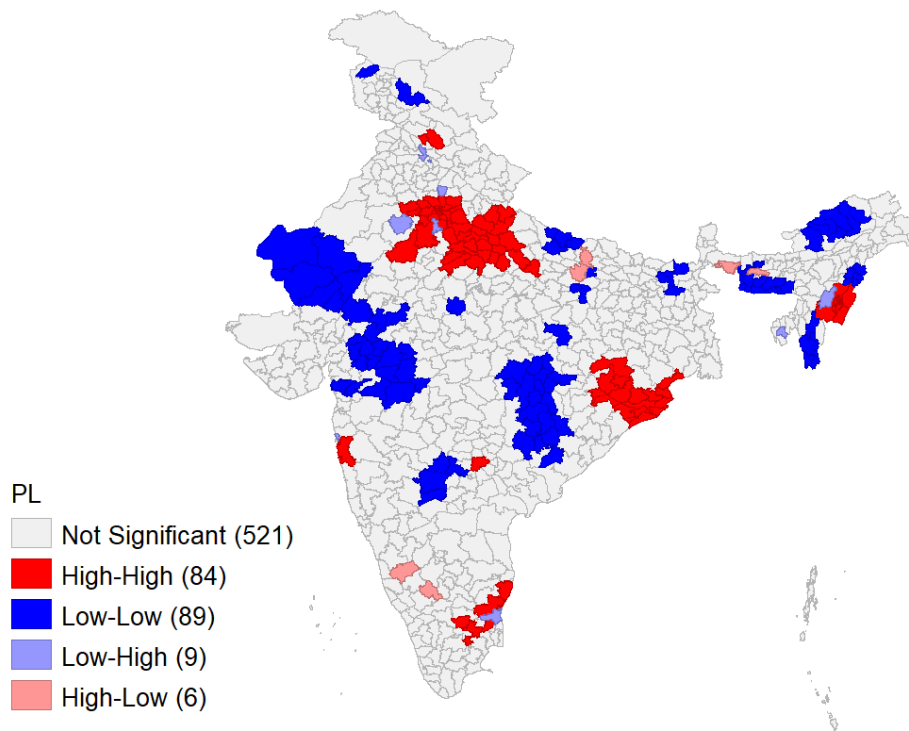 PL
Not Significant (521)
High-High (84)
Low-Low (89)
Low-High (9)
High-Low (6)